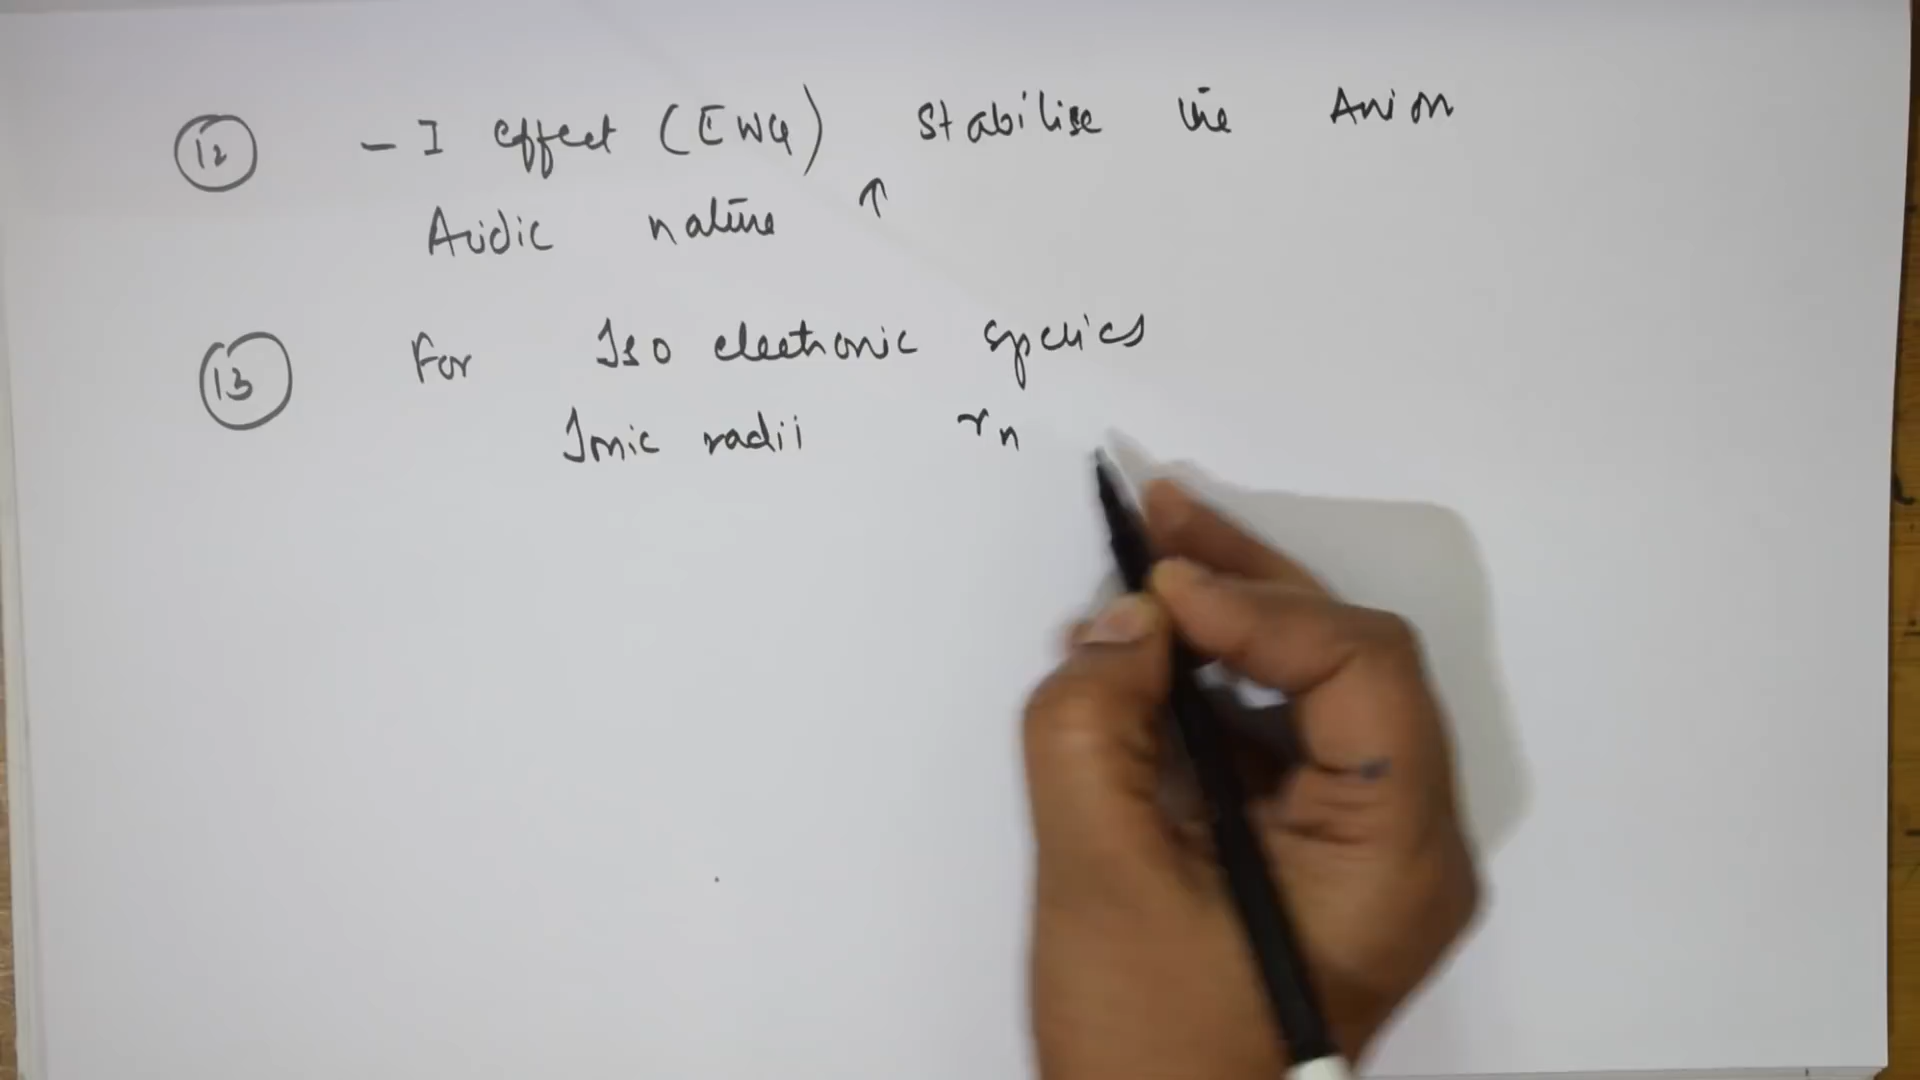 12 - I effect (EWG) stabilise the Anion
Acidic nature ↑
13 For Iso electronic species
Ionic radii rn